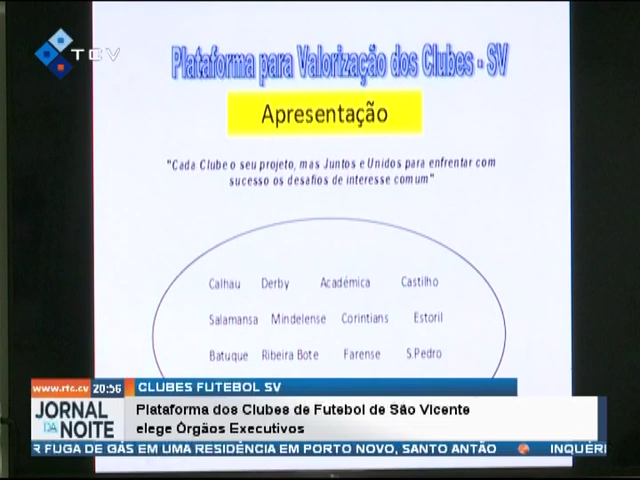 TCV
Plataforma para Valorização dos Clubes - SV
Apresentação
"Cada Clube o seu projeto, mas Juntos e Unidos para enfrentar com
sucesso os desafios de interesse comum"
Calhau Derby Académica Castilho
Salamansa Mindelense Corintians Estoril
Batuque Ribeira Bote Farense S.Pedro
www.rtc.cv 20:56 CLUBES FUTEBOL SV
JORNAL DA NOITE
Plataforma dos Clubes de Futebol de São Vicente
elege Órgãos Executivos
R FUGA DE GÁS EM UMA RESIDÊNCIA EM PORTO NOVO, SANTO ANTÃO INQUÉRI